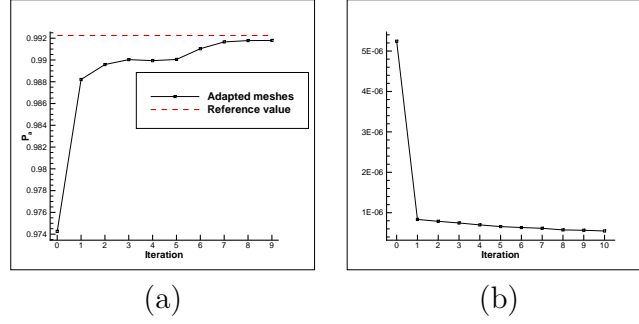 0.992
0.99
0.988
0.986
0.984
0.982
0.98
0.978
0.976
0.974
P_a
Adapted meshes
Reference value
0 1 2 3 4 5 6 7 8 9
Iteration
(a)
5E-06
4E-06
3E-06
2E-06
1E-06
0 1 2 3 4 5 6 7 8 9 10
Iteration
(b)